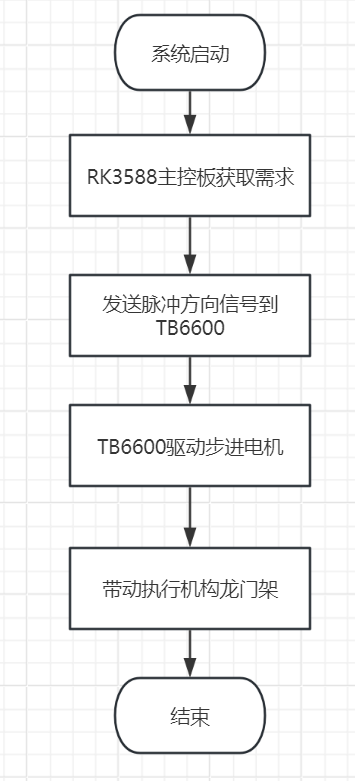 系统启动
RK3588主控板获取需求
发送脉冲方向信号到
TB6600
TB6600驱动步进电机
带动执行机构龙门架
结束